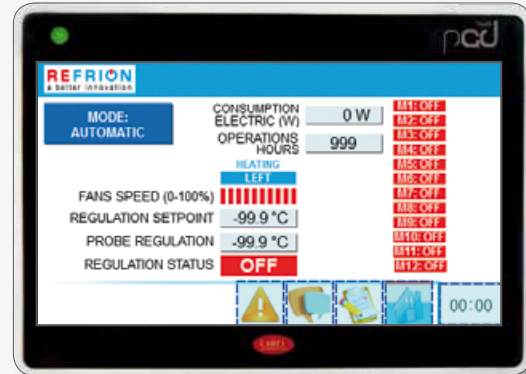 pGD
REFRION
a better innovation
MODE:
AUTOMATIC
CONSUMPTION
ELECTRIC (W)
0 W
OPERATIONS
HOURS
999
HEATING
LEFT
FANS SPEED (0-100%)
REGULATION SETPOINT
-99.9 °C
PROBE REGULATION
-99.9 °C
REGULATION STATUS
OFF
M1: OFF
M2: OFF
M3: OFF
M4: OFF
M5: OFF
M6: OFF
M7: OFF
M8: OFF
M9: OFF
M10: OFF
M11: OFF
M12: OFF
00:00
CAREL